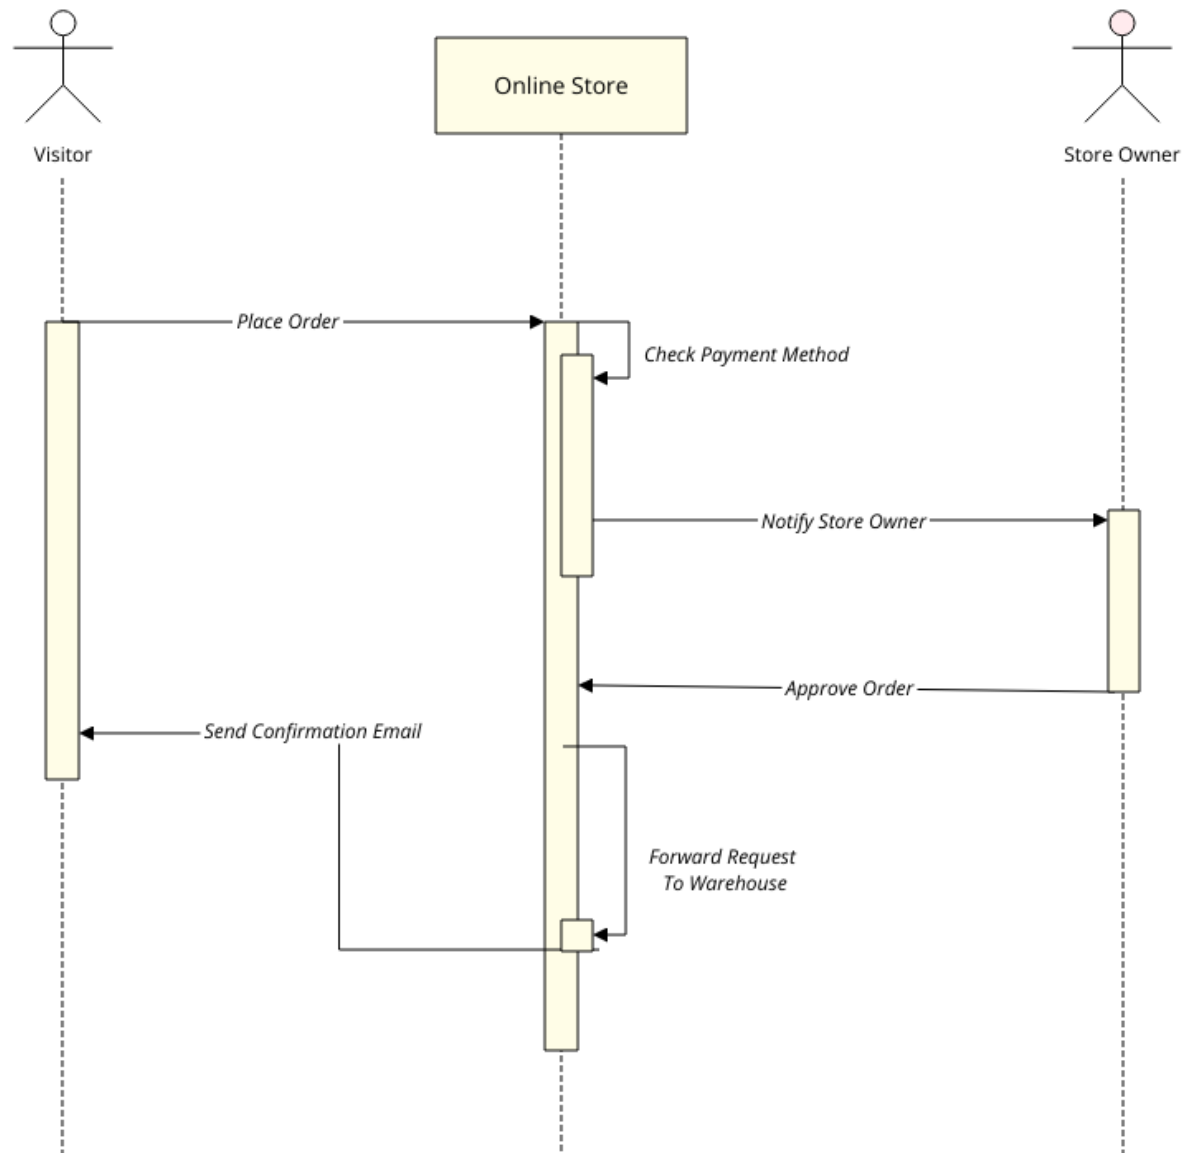 Online Store
Visitor
Store Owner
Place Order
Check Payment Method
Notify Store Owner
Approve Order
Send Confirmation Email
Forward Request
To Warehouse